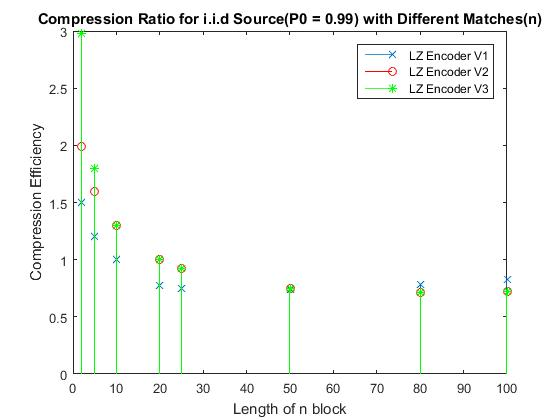 Compression Ratio for i.i.d Source(P0 = 0.99) with Different Matches(n)
LZ Encoder V1
LZ Encoder V2
LZ Encoder V3
Compression Efficiency
3
2.5
2
1.5
1
0.5
0
0 10 20 30 40 50 60 70 80 90 100
Length of n block